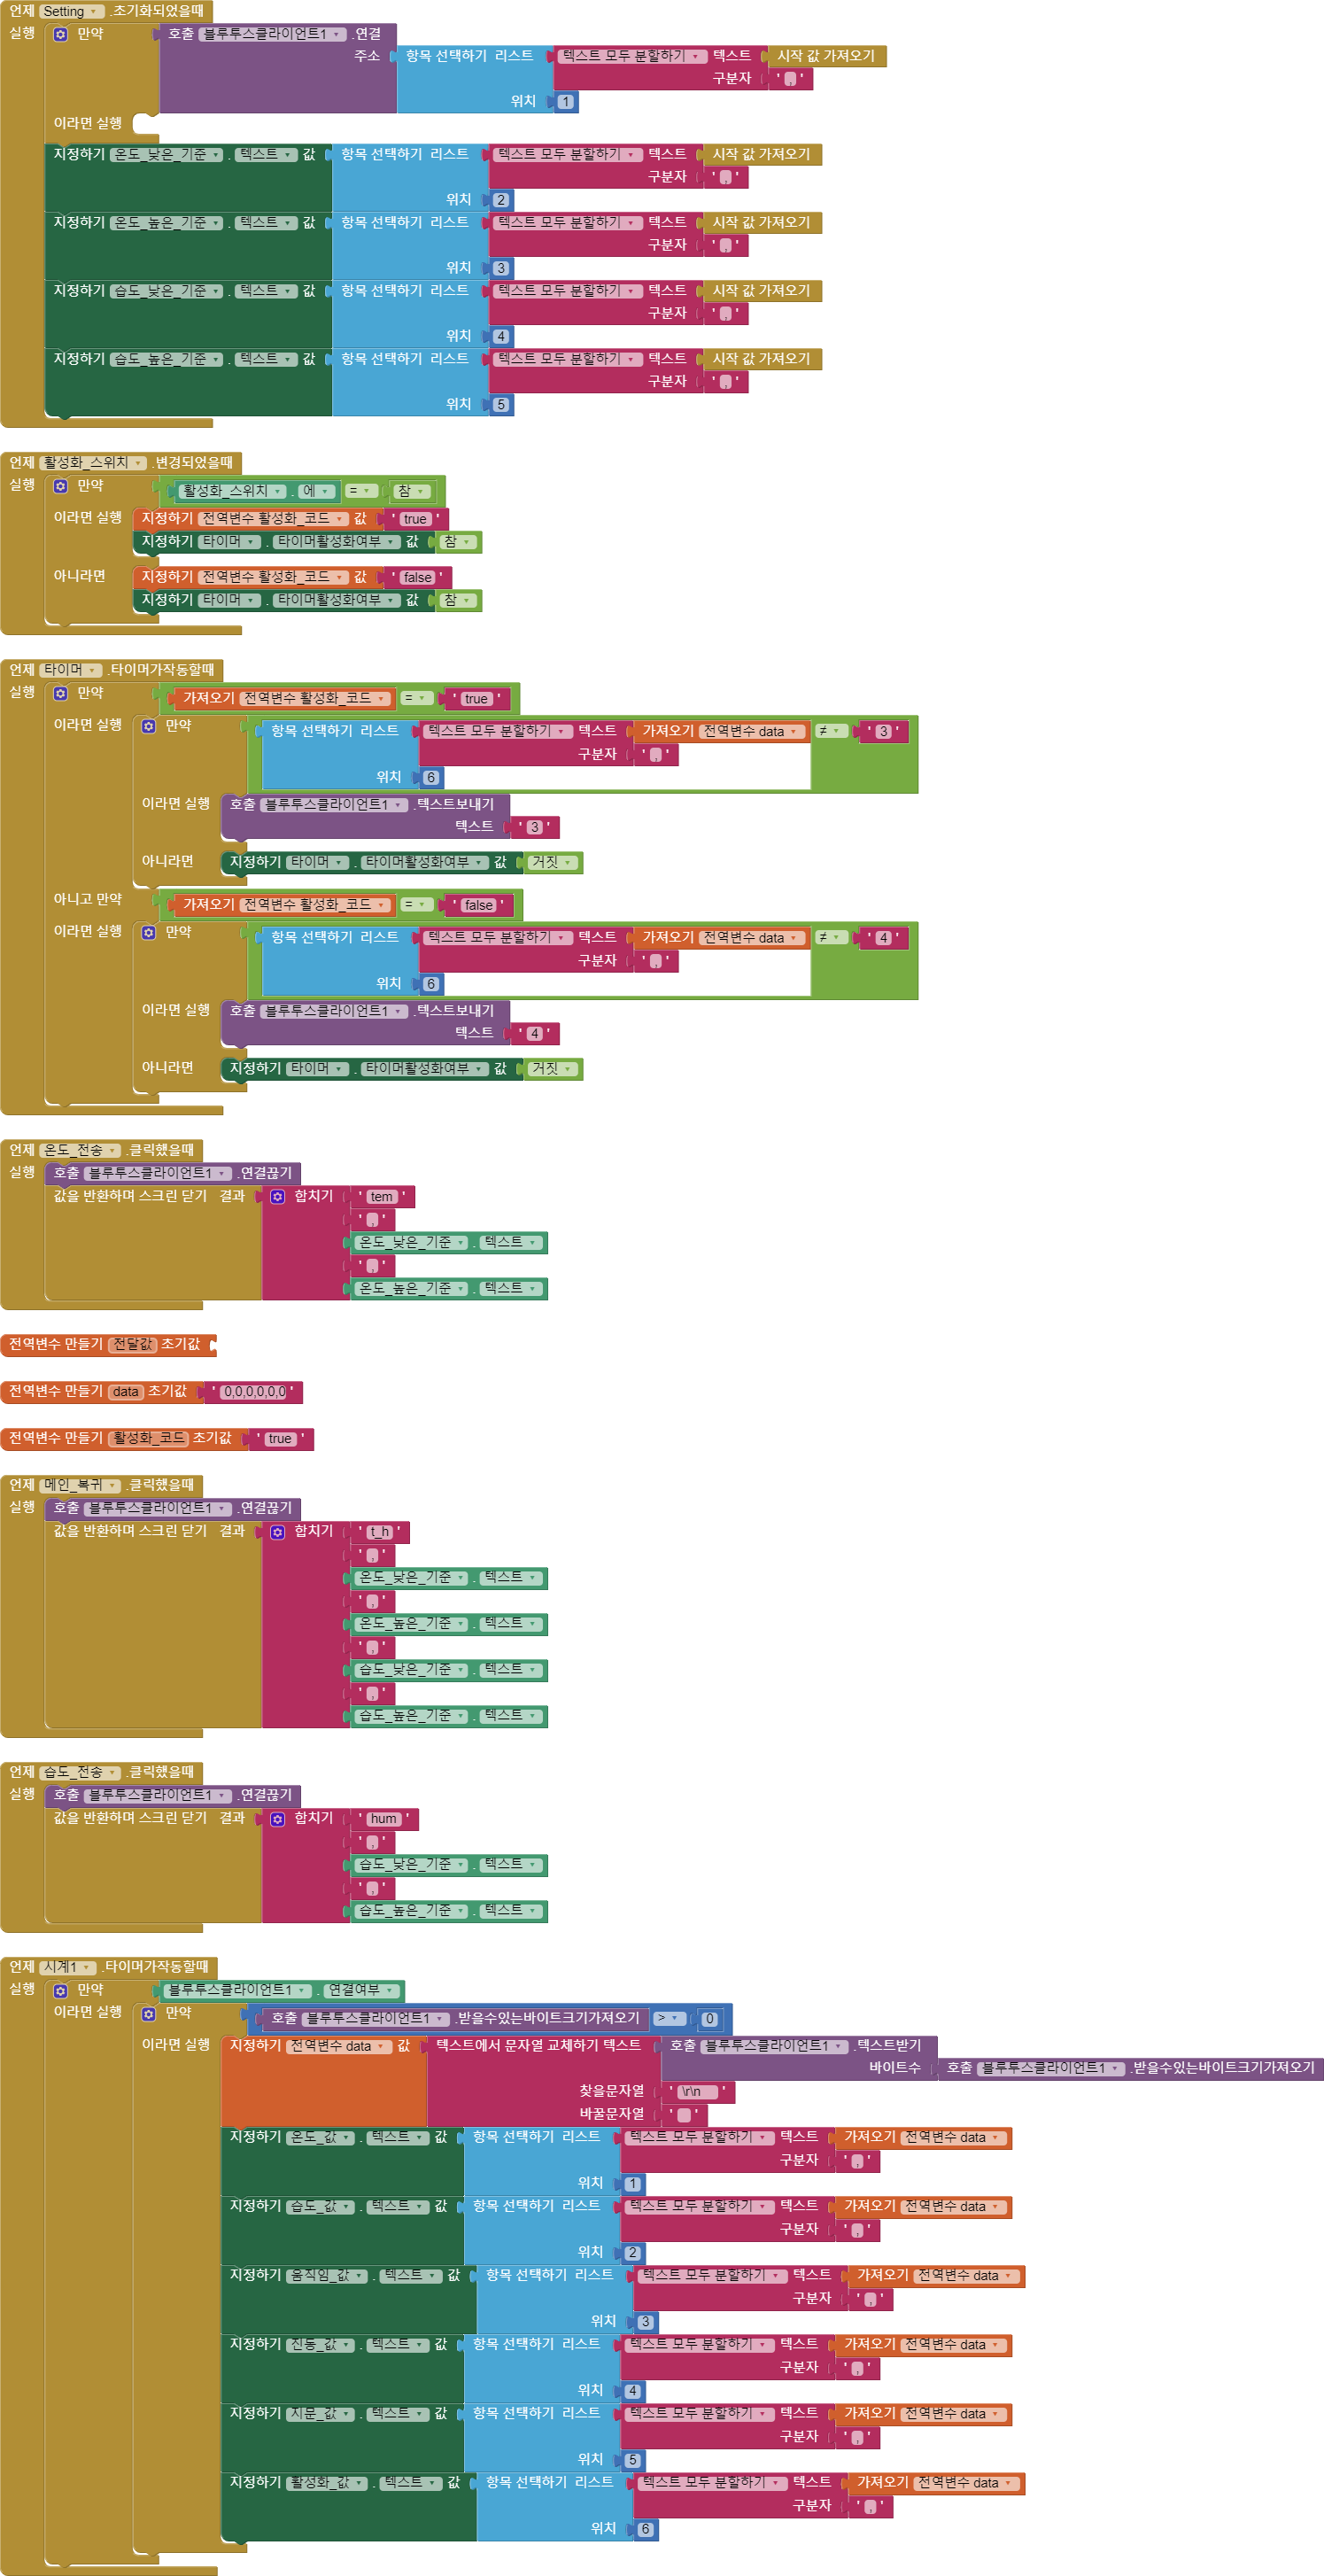 언제 Setting .초기화되었을때
실행 만약 호출 블루투스클라이언트1 .연결
주소 항목 선택하기 리스트 텍스트 모두 분할하기 텍스트 시작 값 가져오기
구분자 ' , '
위치 1
이라면 실행
지정하기 온도_낮은_기준 . 텍스트 값 항목 선택하기 리스트 텍스트 모두 분할하기 텍스트 시작 값 가져오기
구분자 ' , '
위치 2
지정하기 온도_높은_기준 . 텍스트 값 항목 선택하기 리스트 텍스트 모두 분할하기 텍스트 시작 값 가져오기
구분자 ' , '
위치 3
지정하기 습도_낮은_기준 . 텍스트 값 항목 선택하기 리스트 텍스트 모두 분할하기 텍스트 시작 값 가져오기
구분자 ' , '
위치 4
지정하기 습도_높은_기준 . 텍스트 값 항목 선택하기 리스트 텍스트 모두 분할하기 텍스트 시작 값 가져오기
구분자 ' , '
위치 5
언제 활성화_스위치 .변경되었을때
실행 만약 활성화_스위치 . 에 = 참
이라면 실행 지정하기 전역변수 활성화_코드 값 ' true '
지정하기 타이머 . 타이머활성화여부 값 참
아니라면 지정하기 전역변수 활성화_코드 값 ' false '
지정하기 타이머 . 타이머활성화여부 값 참
언제 타이머 .타이머가작동할때
실행 만약 가져오기 전역변수 활성화_코드 = ' true '
이라면 실행 만약 항목 선택하기 리스트 텍스트 모두 분할하기 텍스트 가져오기 전역변수 data ≠ ' 3 '
구분자 ' , '
위치 6
이라면 실행 호출 블루투스클라이언트1 .텍스트보내기
텍스트 ' 3 '
아니라면 지정하기 타이머 . 타이머활성화여부 값 거짓
아니고 만약 가져오기 전역변수 활성화_코드 = ' false '
이라면 실행 만약 항목 선택하기 리스트 텍스트 모두 분할하기 텍스트 가져오기 전역변수 data ≠ ' 4 '
구분자 ' , '
위치 6
이라면 실행 호출 블루투스클라이언트1 .텍스트보내기
텍스트 ' 4 '
아니라면 지정하기 타이머 . 타이머활성화여부 값 거짓
언제 온도_전송 .클릭했을때
실행 호출 블루투스클라이언트1 .연결끊기
값을 반환하며 스크린 닫기 결과 합치기 ' tem '
' , '
온도_낮은_기준 . 텍스트
' , '
온도_높은_기준 . 텍스트
전역변수 만들기 전달값 초기값
전역변수 만들기 data 초기값 ' 0,0,0,0,0,0 '
전역변수 만들기 활성화_코드 초기값 ' true '
언제 메인_복귀 .클릭했을때
실행 호출 블루투스클라이언트1 .연결끊기
값을 반환하며 스크린 닫기 결과 합치기 ' t_h '
' , '
온도_낮은_기준 . 텍스트
' , '
온도_높은_기준 . 텍스트
' , '
습도_낮은_기준 . 텍스트
' , '
습도_높은_기준 . 텍스트
언제 습도_전송 .클릭했을때
실행 호출 블루투스클라이언트1 .연결끊기
값을 반환하며 스크린 닫기 결과 합치기 ' hum '
' , '
습도_낮은_기준 . 텍스트
' , '
습도_높은_기준 . 텍스트
언제 시계1 .타이머가작동할때
실행 만약 블루투스클라이언트1 . 연결여부
이라면 실행 만약 호출 블루투스클라이언트1 .받을수있는바이트크기가져오기 > 0
이라면 실행 지정하기 전역변수 data 값 텍스트에서 문자열 교체하기 텍스트 호출 블루투스클라이언트1 .텍스트받기
바이트수 호출 블루투스클라이언트1 .받을수있는바이트크기가져오기
찾을문자열 ' \r\n '
바꿀문자열 ' '
지정하기 온도_값 . 텍스트 값 항목 선택하기 리스트 텍스트 모두 분할하기 텍스트 가져오기 전역변수 data
구분자 ' , '
위치 1
지정하기 습도_값 . 텍스트 값 항목 선택하기 리스트 텍스트 모두 분할하기 텍스트 가져오기 전역변수 data
구분자 ' , '
위치 2
지정하기 움직임_값 . 텍스트 값 항목 선택하기 리스트 텍스트 모두 분할하기 텍스트 가져오기 전역변수 data
구분자 ' , '
위치 3
지정하기 진동_값 . 텍스트 값 항목 선택하기 리스트 텍스트 모두 분할하기 텍스트 가져오기 전역변수 data
구분자 ' , '
위치 4
지정하기 지문_값 . 텍스트 값 항목 선택하기 리스트 텍스트 모두 분할하기 텍스트 가져오기 전역변수 data
구분자 ' , '
위치 5
지정하기 활성화_값 . 텍스트 값 항목 선택하기 리스트 텍스트 모두 분할하기 텍스트 가져오기 전역변수 data
구분자 ' , '
위치 6